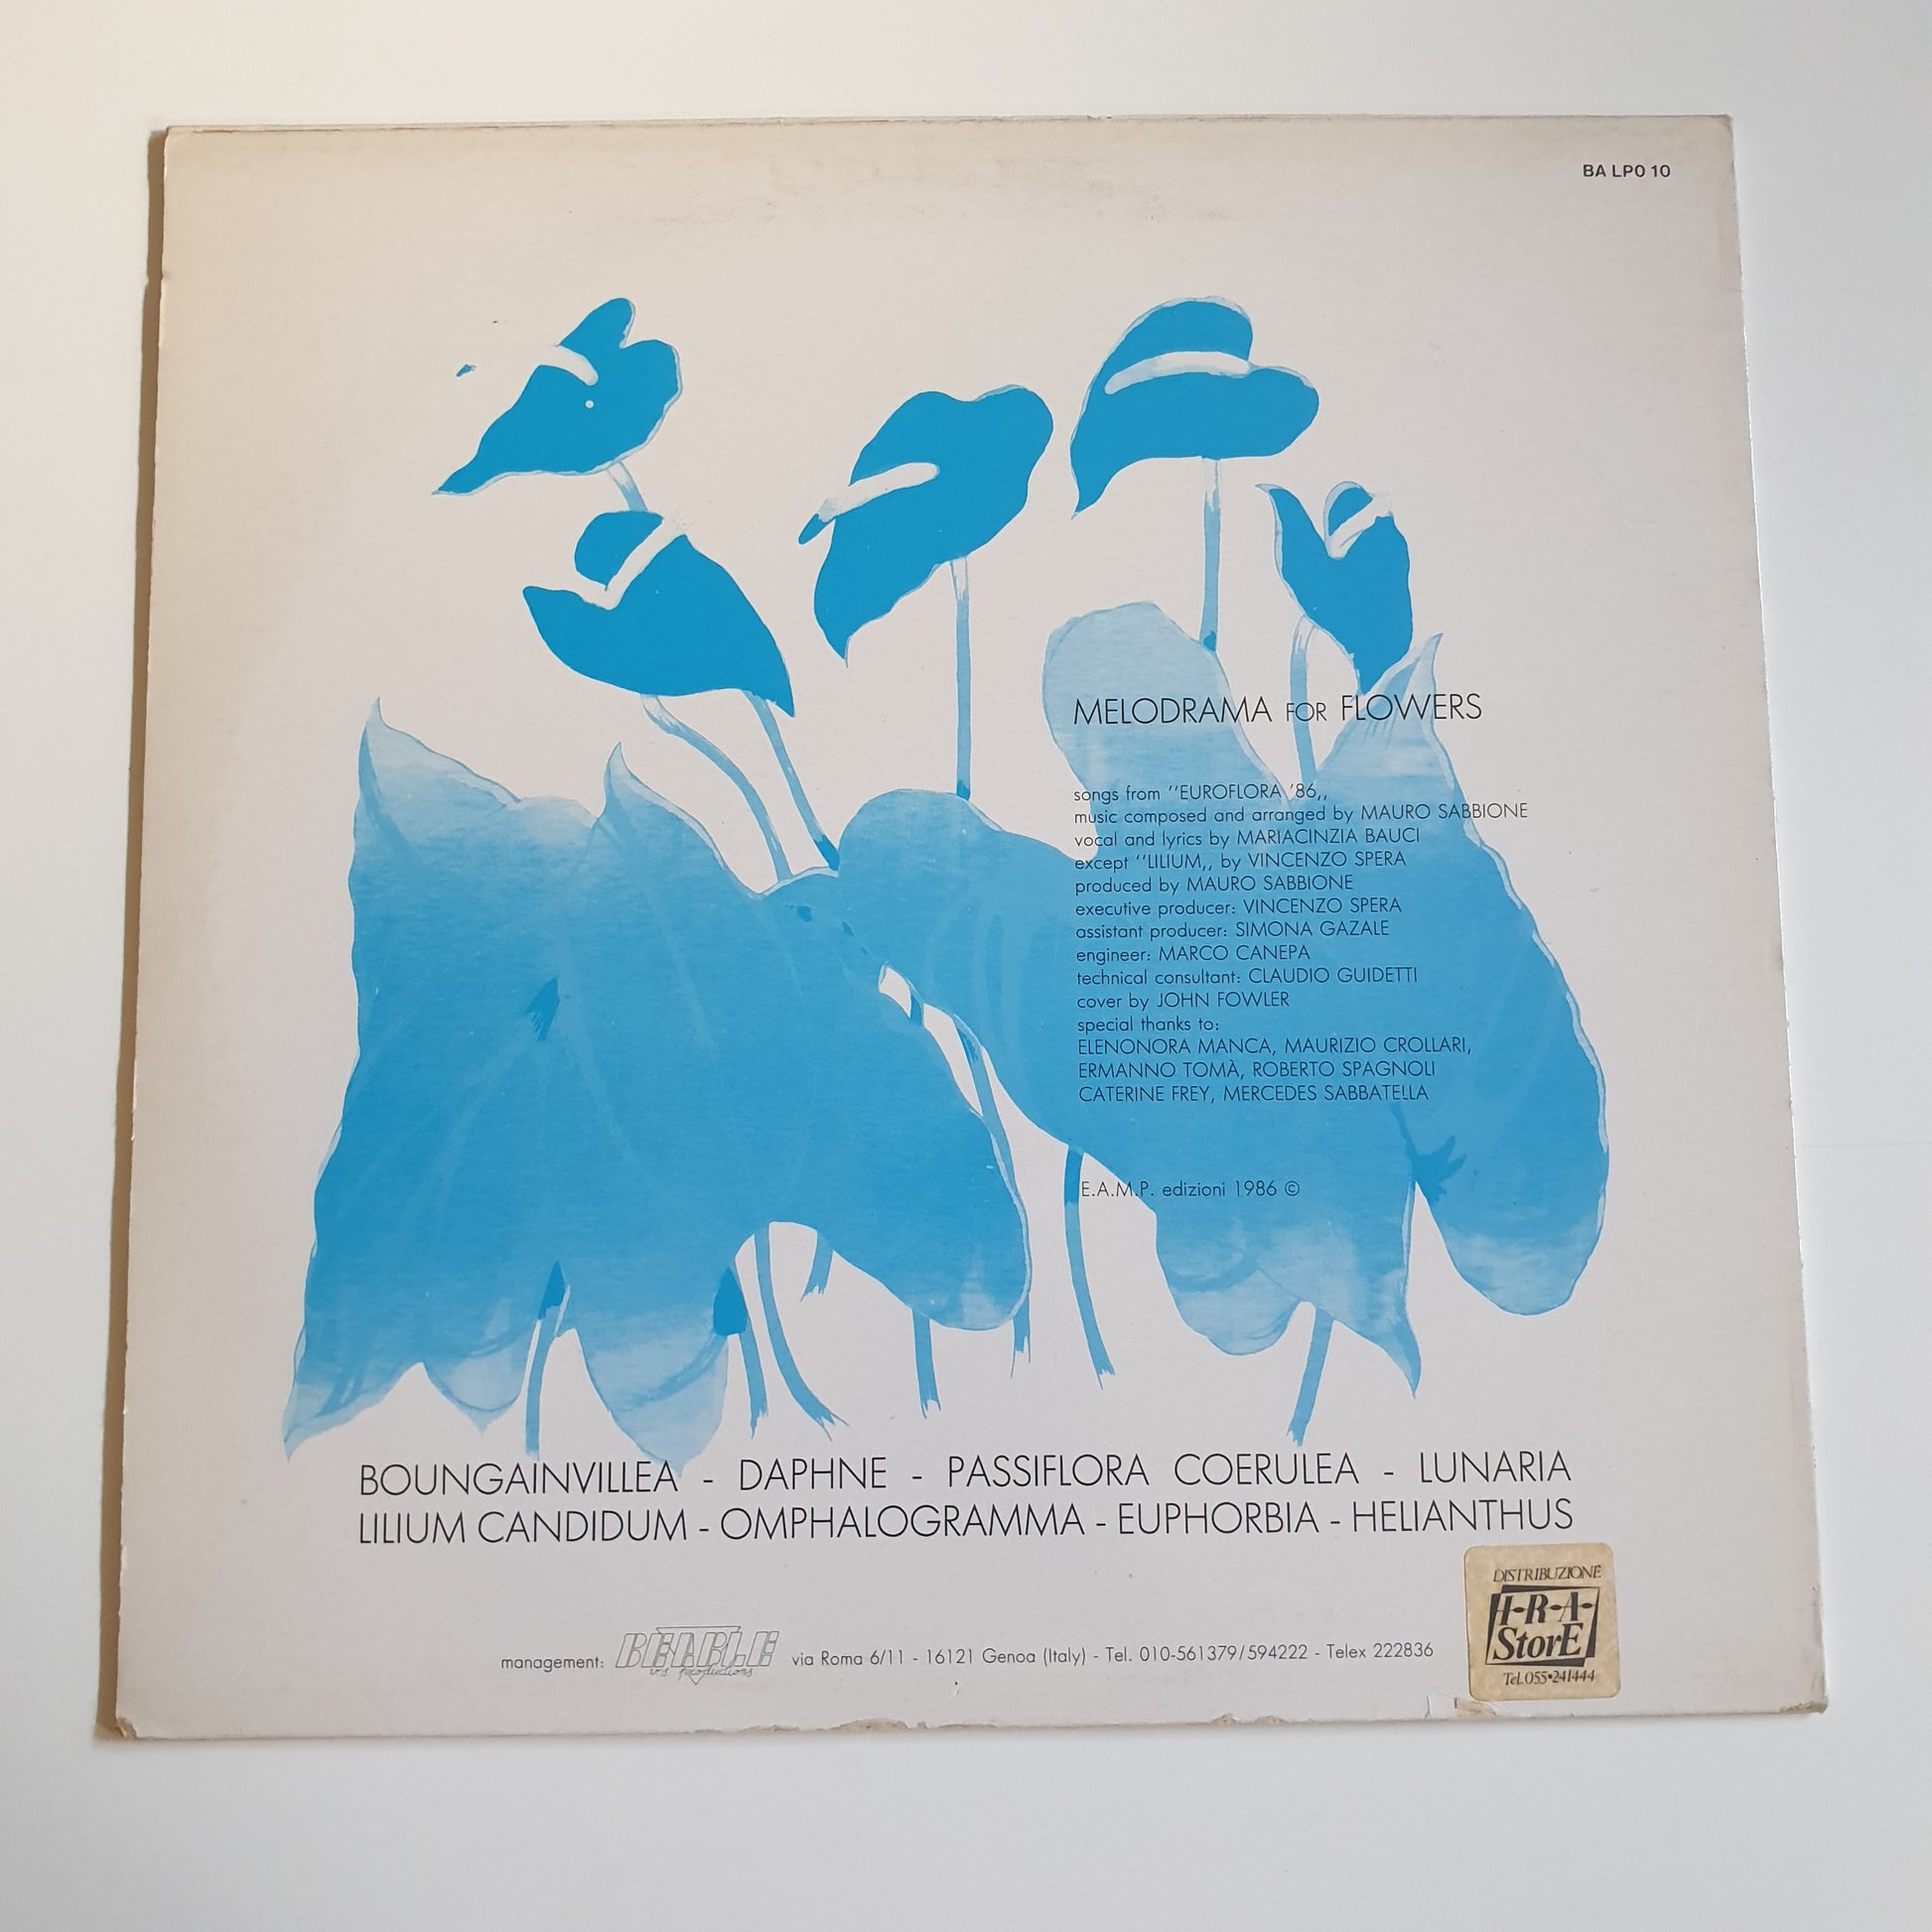 BA LP0 10
MELODRAMA FOR FLOWERS
songs from ‘‘EUROFLORA ’86,,
music composed and arranged by MAURO SABBIONE
vocal and lyrics by MARIACINZIA BAUCI
except ‘‘LILIUM,, by VINCENZO SPERA
produced by MAURO SABBIONE
executive producer: VINCENZO SPERA
assistant producer: SIMONA GAZALE
engineer: MARCO CANEPA
technical consultant: CLAUDIO GUIDETTI
cover by JOHN FOWLER
special thanks to:
ELENONORA MANCA, MAURIZIO CROLLARI,
ERMANNO TOMÀ, ROBERTO SPAGNOLI
CATERINE FREY, MERCEDES SABBATELLA
E.A.M.P. edizioni 1986 ©
BOUNGAINVILLEA - DAPHNE - PASSIFLORA COERULEA - LUNARIA
LILIUM CANDIDUM - OMPHALOGRAMMA - EUPHORBIA - HELIANTHUS
management: via Roma 6/11 - 16121 Genoa (Italy) - Tel. 010-561379/594222 - Telex 222836
productions
DISTRIBUZIONE
I•R•A•
StorE
Tel.055•241444